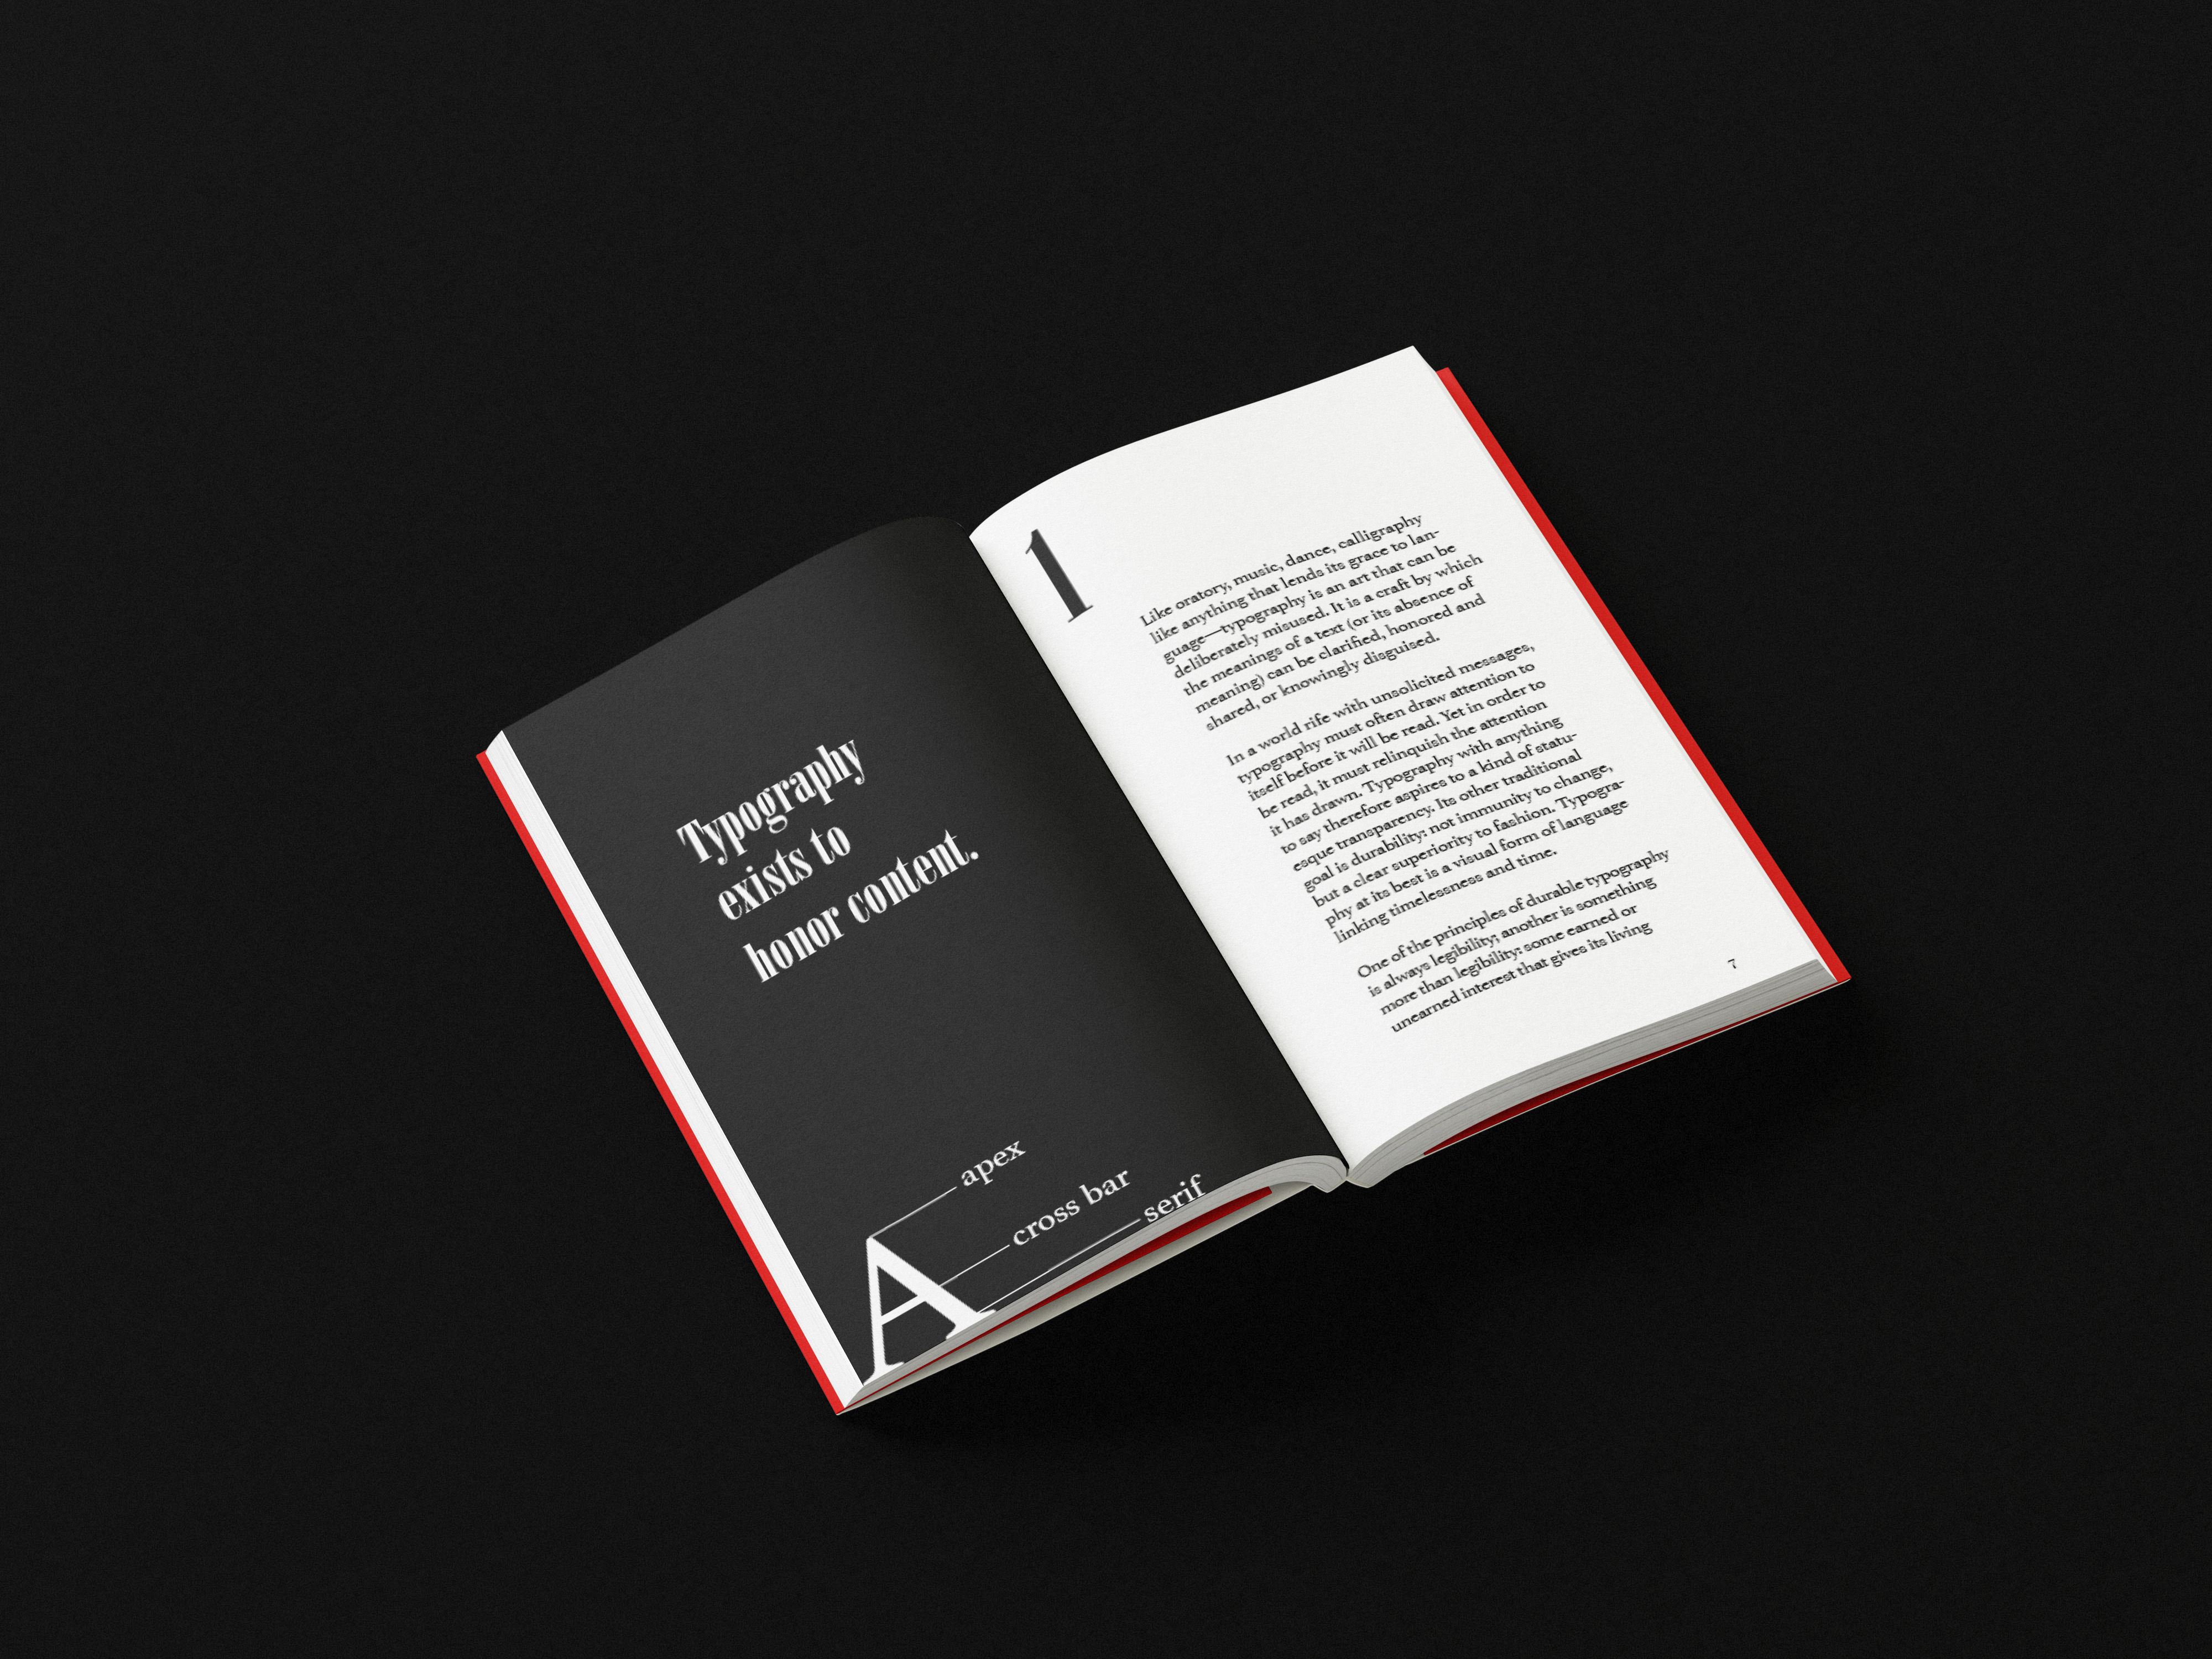 Typography
exists to
honor content.
apex
cross bar
serif
A
1
Like oratory, music, dance, calligraphy
like anything that lends its grace to lan-
guage—typography is an art that can be
deliberately misused. It is a craft by which
the meanings of a text (or its absence of
meaning) can be clarified, honored and
shared, or knowingly disguised.
In a world rife with unsolicited messages,
typography must often draw attention to
itself before it will be read. Yet in order to
be read, it must relinquish the attention
it has drawn. Typography with anything
to say therefore aspires to a kind of statu-
esque transparency. Its other traditional
goal is durability: not immunity to change,
but a clear superiority to fashion. Typogra-
phy at its best is a visual form of language
linking timelessness and time.
One of the principles of durable typography
is always legibility; another is something
more than legibility: some earned or
unearned interest that gives its living
7